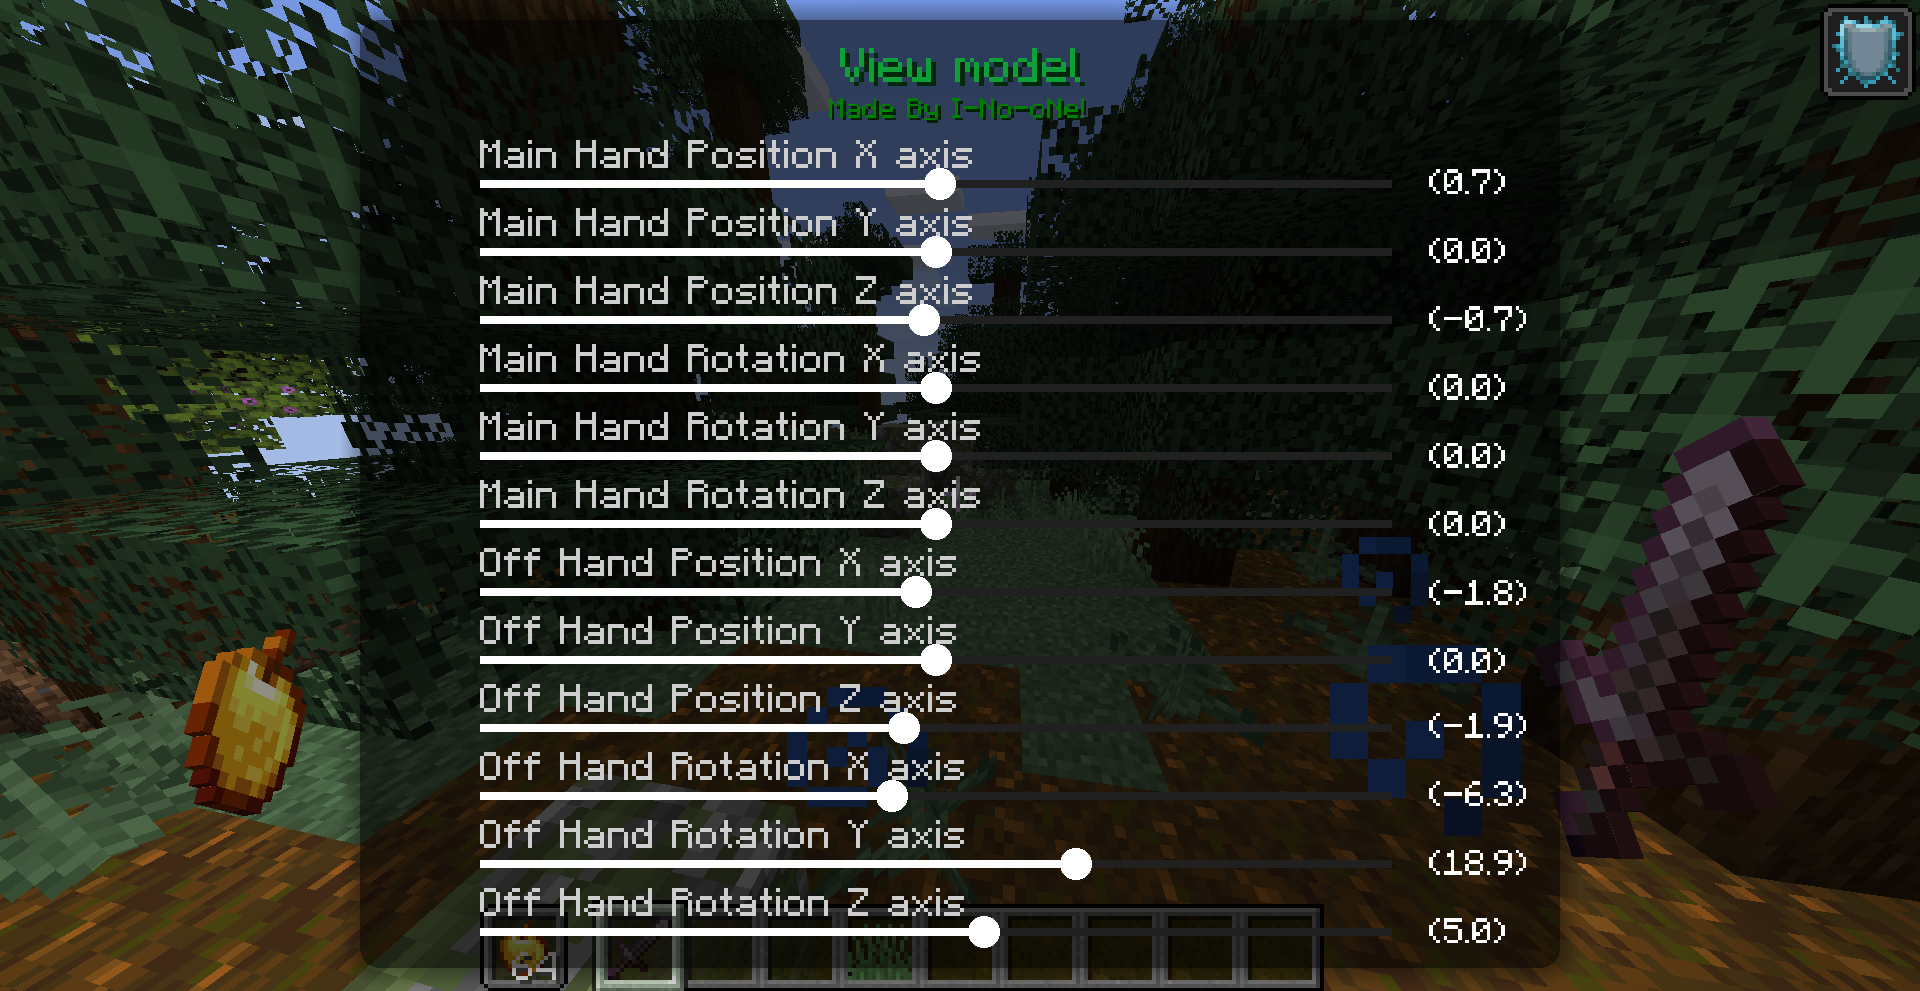 View model
Made By I-No-oNe!
Main Hand Position X axis
(0.7)
Main Hand Position Y axis
(0.0)
Main Hand Position Z axis
(-0.7)
Main Hand Rotation X axis
(0.0)
Main Hand Rotation Y axis
(0.0)
Main Hand Rotation Z axis
(0.0)
Off Hand Position X axis
(-1.8)
Off Hand Position Y axis
(0.0)
Off Hand Position Z axis
(-1.9)
Off Hand Rotation X axis
(-6.3)
Off Hand Rotation Y axis
(18.9)
Off Hand Rotation Z axis
(5.0)
64